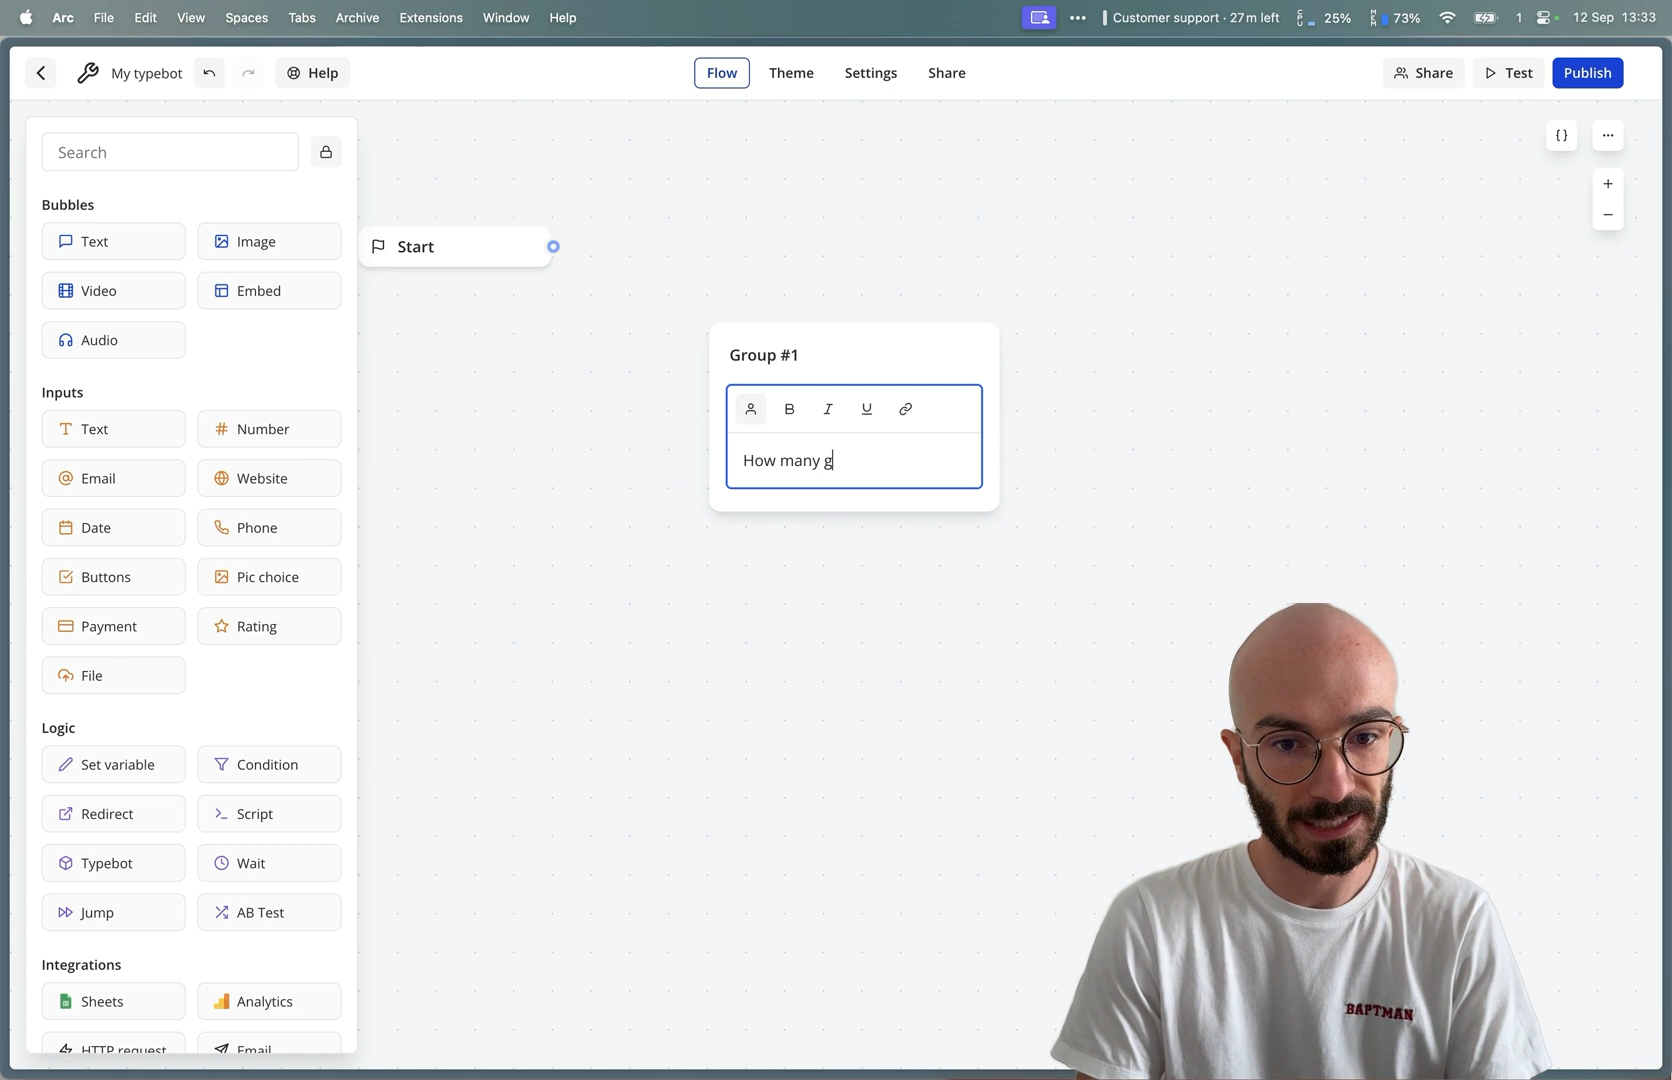 Arc File Edit View Spaces Tabs Archive Extensions Window Help
Customer support · 27 m left CPU 25% MEM 73% 1 12 Sep 13:33
My typebot Help
Flow Theme Settings Share
Share Test Publish
Search
Bubbles
Text Image
Video Embed
Audio
Inputs
Text Number
Email Website
Date Phone
Buttons Pic choice
Payment Rating
File
Logic
Set variable Condition
Redirect Script
Typebot Wait
Jump AB Test
Integrations
Sheets Analytics
HTTP request Email
Start
{ }
Group #1
B I U
How many g
BAPTMAN